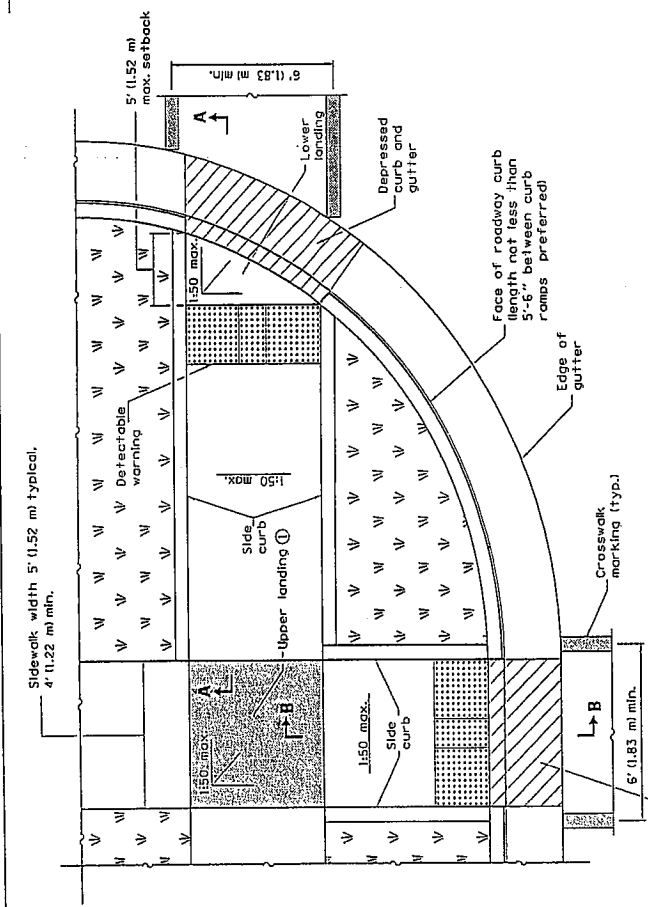 Sidewalk width 5' (1.52 m) typical,
4' (1.22 m) min.
5' (1.52 m)
max. setback
6' (1.83 m) min.
A
Lower
landing
Depressed
curb and
gutter
Face of roadway curb
(length not less than
5'-6" between curb
ramps preferred)
Edge of
gutter
Crosswalk
marking (typ.)
1:50 max.
Detectable
warning
1:50 max.
Side
curb
Upper landing ①
A
B
1:50 max.
1:50 max.
Side
curb
B
6' (1.83 m) min.